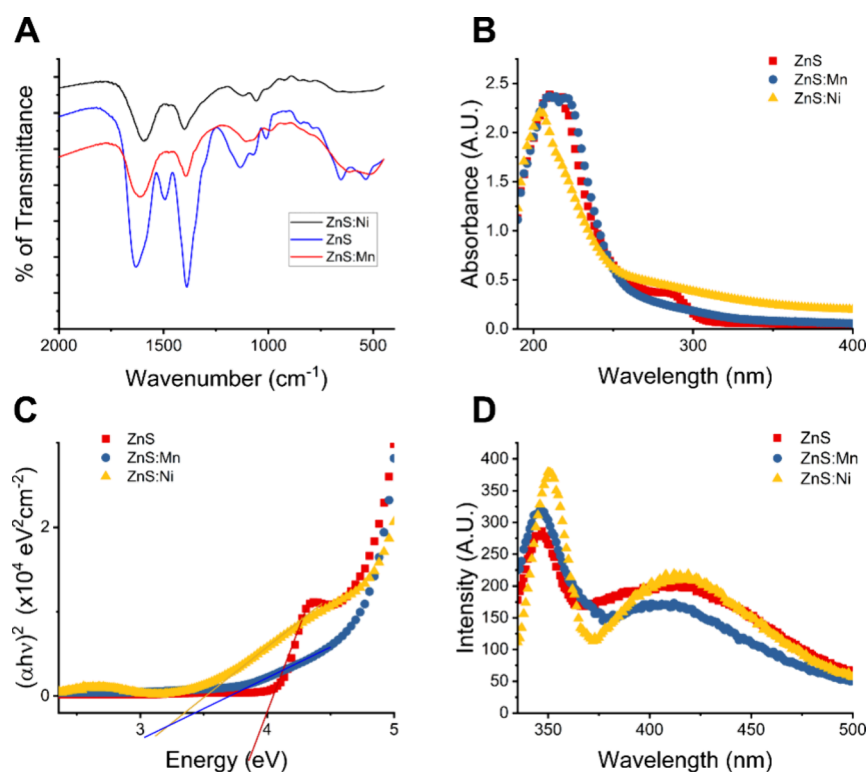 A
% of Transmittance
ZnS:Ni
ZnS
ZnS:Mn
2000 1500 1000 500
Wavenumber (cm-1)
B
ZnS
ZnS:Mn
ZnS:Ni
Absorbance (A.U.)
2.5
2.0
1.5
1.0
0.5
0.0
200 300 400
Wavelength (nm)
C
ZnS
ZnS:Mn
ZnS:Ni
(αhν)2 (x104 eV2cm-2)
2
0
3 4 5
Energy (eV)
D
ZnS
ZnS:Mn
ZnS:Ni
Intensity (A.U.)
400
350
300
250
200
150
100
50
0
350 400 450 500
Wavelength (nm)